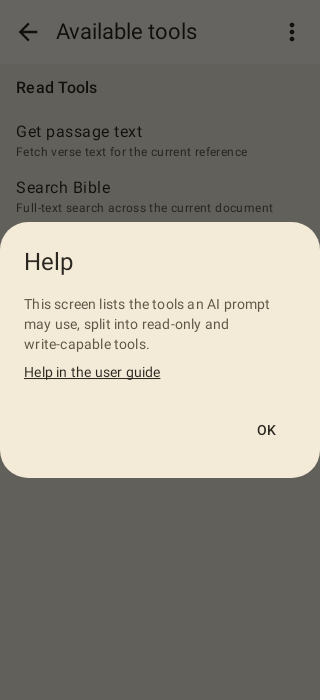 Available tools
Read Tools
Get passage text
Fetch verse text for the current reference
Search Bible
Full-text search across the current document
Help
This screen lists the tools an AI prompt
may use, split into read-only and
write-capable tools.
Help in the user guide
OK